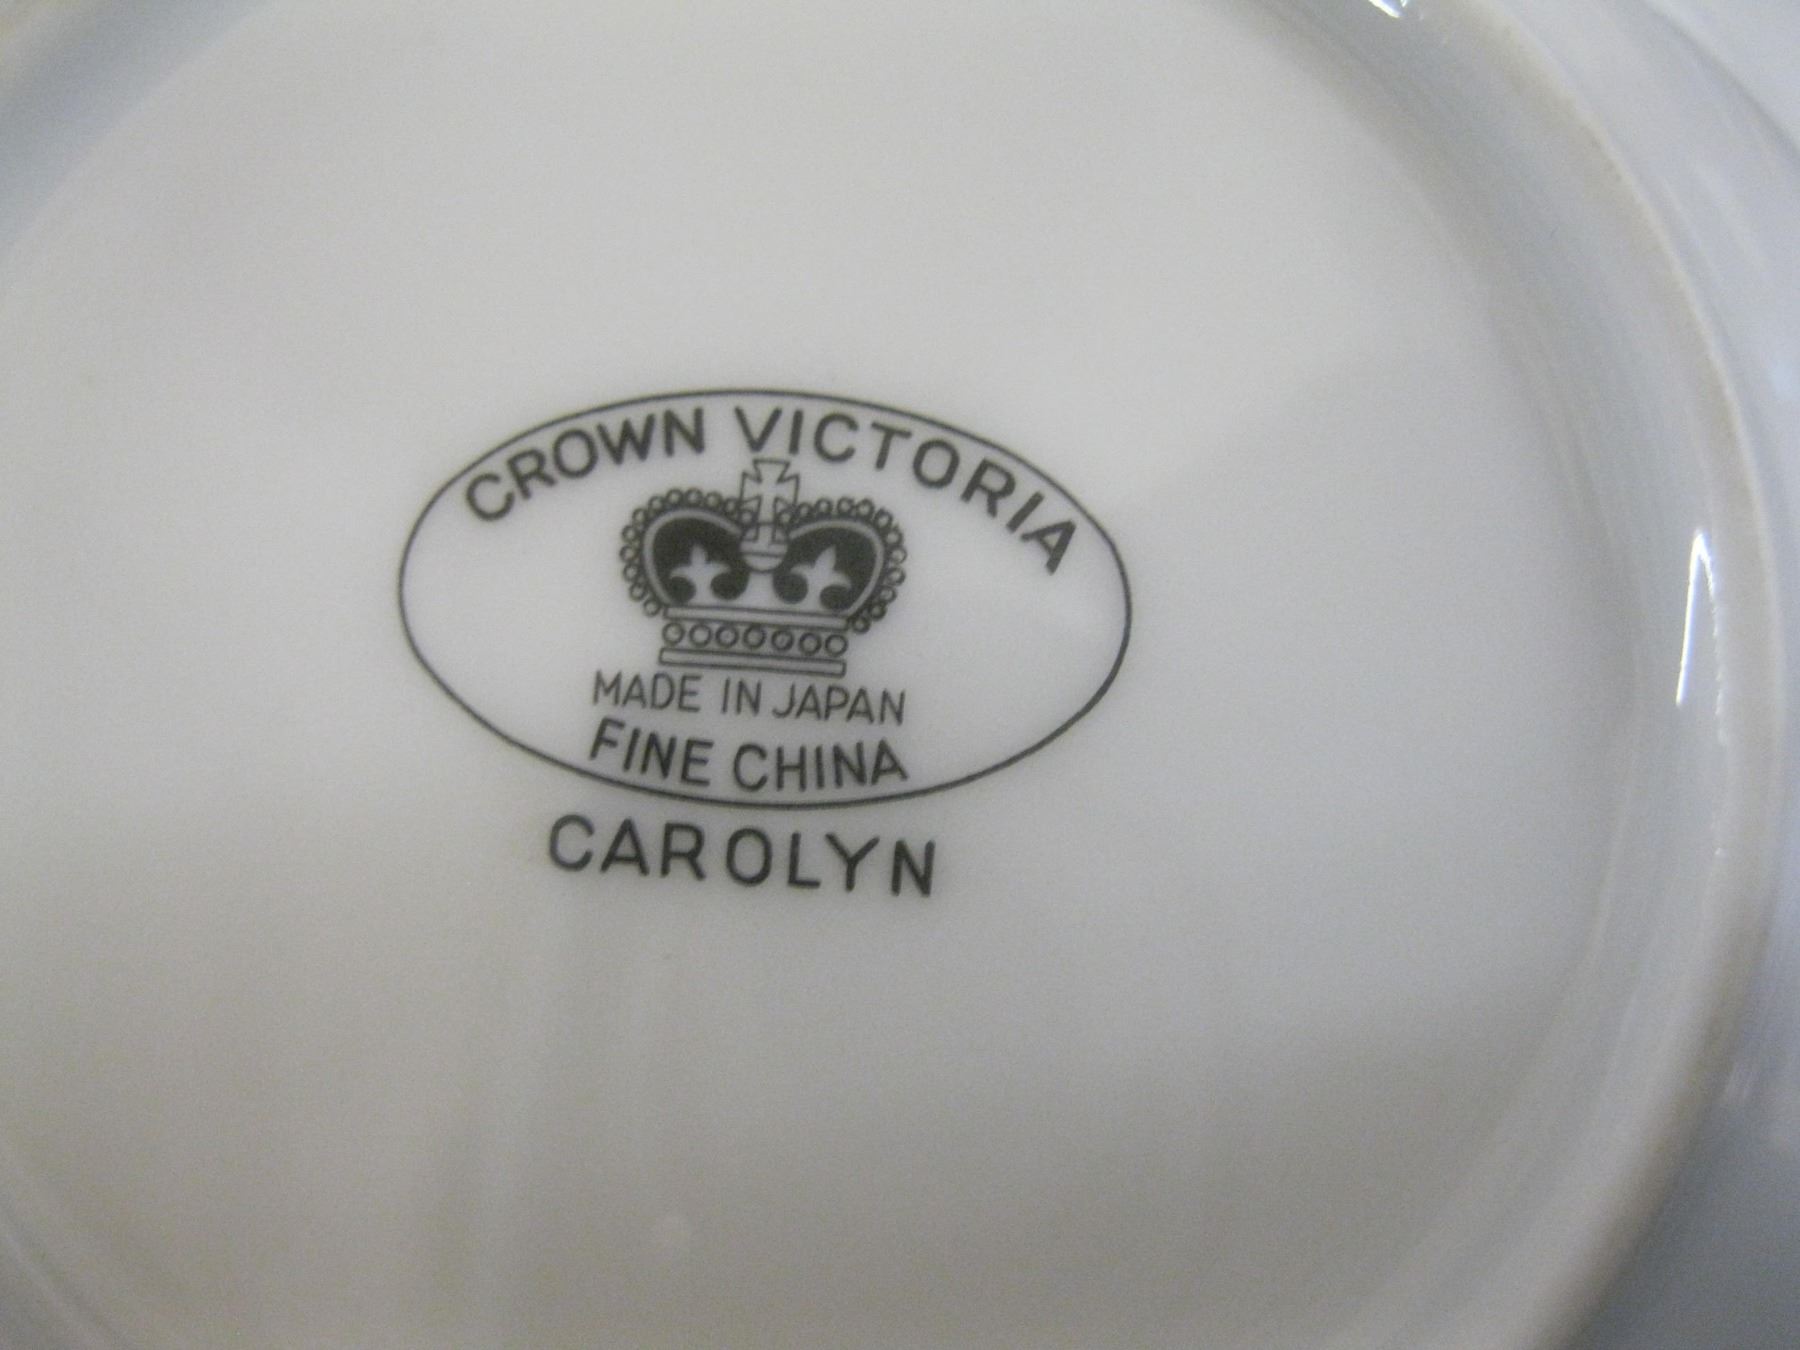 CROWN VICTORIA
MADE IN JAPAN
FINE CHINA
CAROLYN